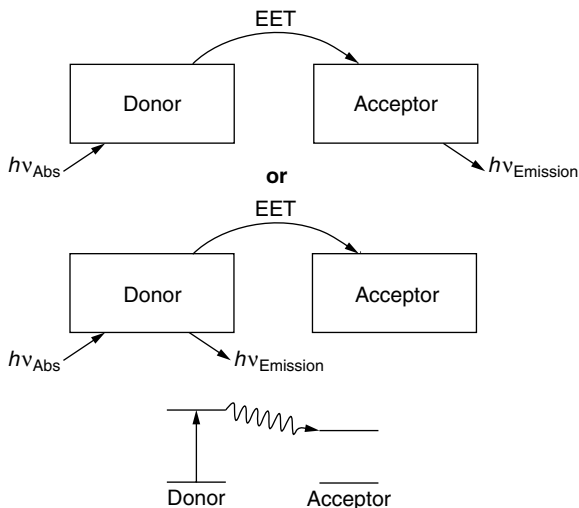 EET
Donor
Acceptor
hνAbs
hνEmission
or
EET
Donor
Acceptor
hνAbs
hνEmission
Donor
Acceptor